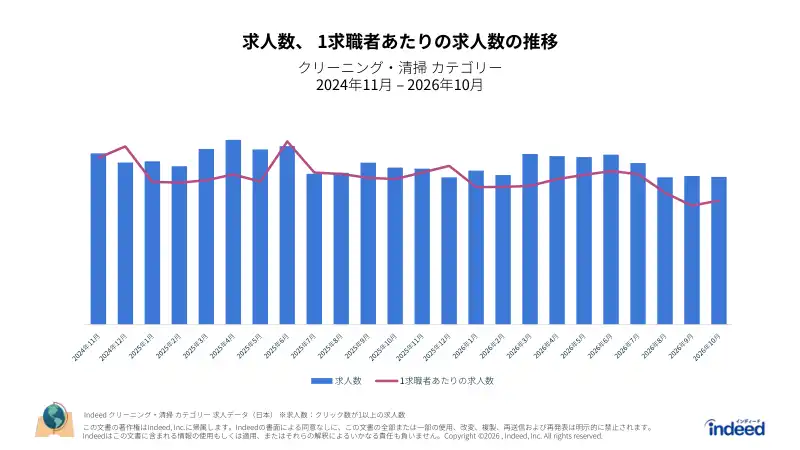 求人数、 1求職者あたりの求人数の推移
クリーニング・清掃 カテゴリー
2024年11月 – 2026年10月
2024年11月
2024年12月
2025年1月
2025年2月
2025年3月
2025年4月
2025年5月
2025年6月
2025年7月
2025年8月
2025年9月
2025年10月
2025年11月
2025年12月
2026年1月
2026年2月
2026年3月
2026年4月
2026年5月
2026年6月
2026年7月
2026年8月
2026年9月
2026年10月
求人数
1求職者あたりの求人数
Indeed クリーニング・清掃 カテゴリー 求人データ（日本） ※求人数：クリック数が1以上の求人数
この文書の著作権はIndeed, Inc.に帰属します。Indeedの書面による同意なしに、この文書の全部または一部の使用、改変、複製、再送信および再発表は明示的に禁止されます。
Indeedはこの文書に含まれる情報の使用もしくは適用、またはそれらの解釈によるいかなる責任も負いません。Copyright ©2026 , Indeed, Inc. All rights reserved.
インディード
indeed